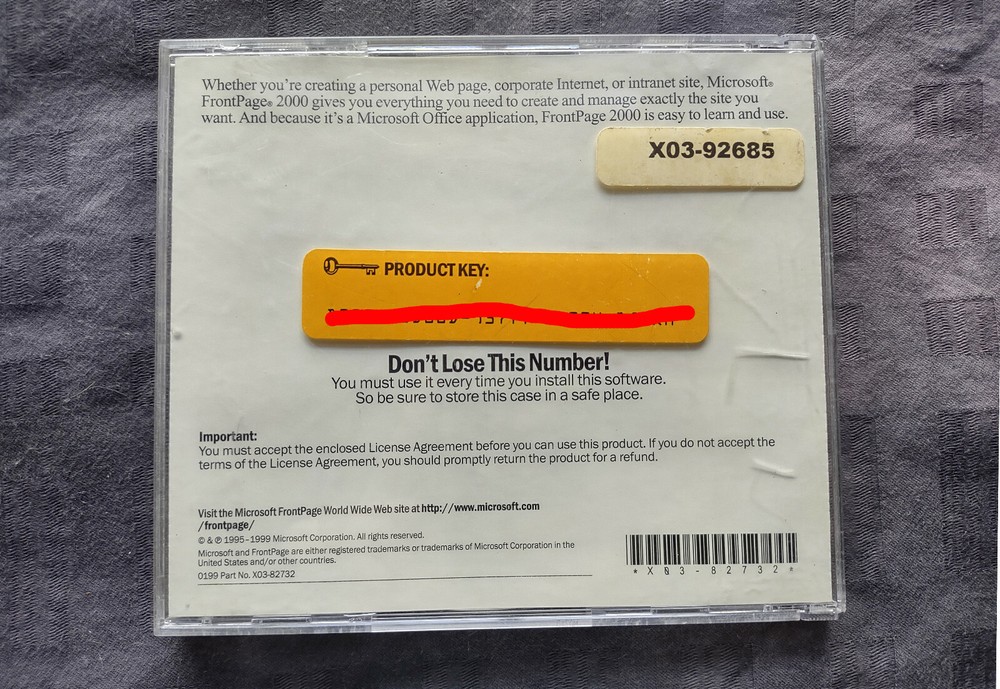 Whether you're creating a personal Web page, corporate Internet, or intranet site, Microsoft®
FrontPage® 2000 gives you everything you need to create and manage exactly the site you
want. And because it's a Microsoft Office application, FrontPage 2000 is easy to learn and use.
X03-92685
PRODUCT KEY:
Don't Lose This Number!
You must use it every time you install this software.
So be sure to store this case in a safe place.
Important:
You must accept the enclosed License Agreement before you can use this product. If you do not accept the
terms of the License Agreement, you should promptly return the product for a refund.
Visit the Microsoft FrontPage World Wide Web site at http://www.microsoft.com
/frontpage/
© & ℗ 1995–1999 Microsoft Corporation. All rights reserved.
Microsoft and FrontPage are either registered trademarks or trademarks of Microsoft Corporation in the
United States and/or other countries.
0199 Part No. X03-82732
*X03-82732*